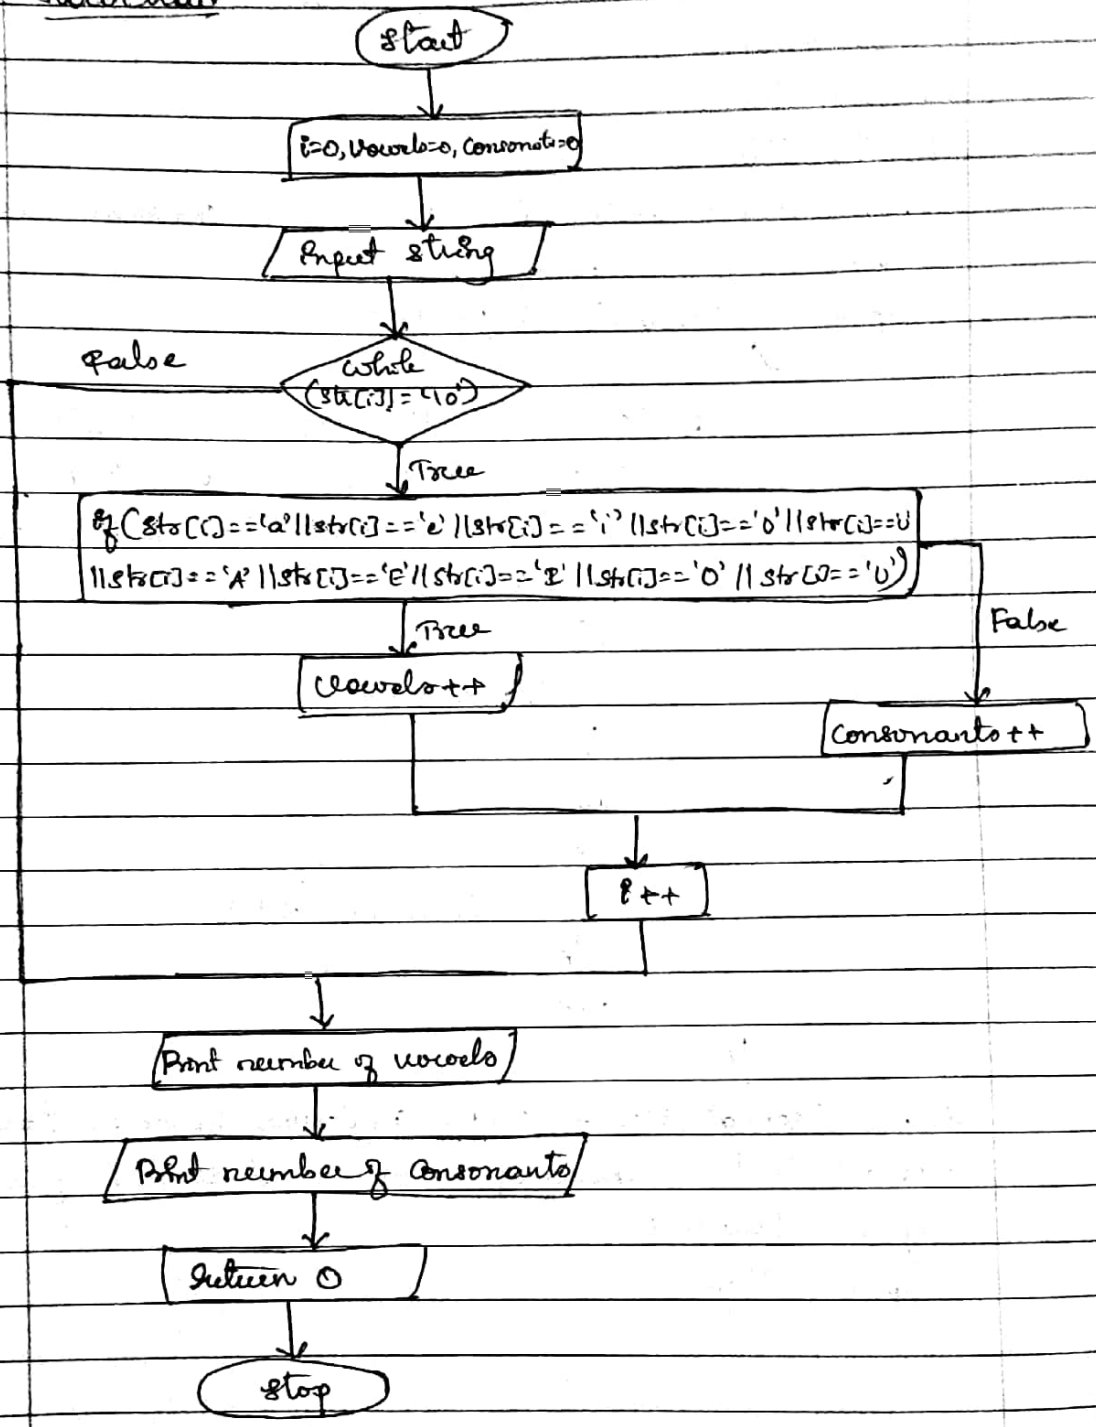 Start
i=0, Vowels=0, Consonats=0
Input string
False
while
(str[i] = '\0')
True
if (str[i]=='a' || str[i]=='e' || str[i]=='i' || str[i]=='o' || str[i]==U
|| str[i]=='A' || str[i]=='E' || str[i]=='I' || str[i]=='O' || str[i]=='U')
True
False
Vowels++
Consonants++
i++
Print number of vowels
Print number of Consonants
return 0
Stop